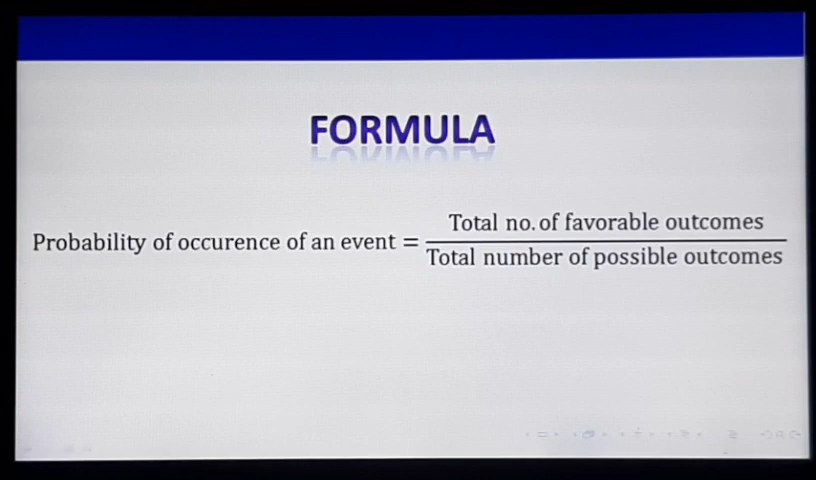 FORMULA
Probability of occurence of an event = Total no. of favorable outcomes
Total number of possible outcomes